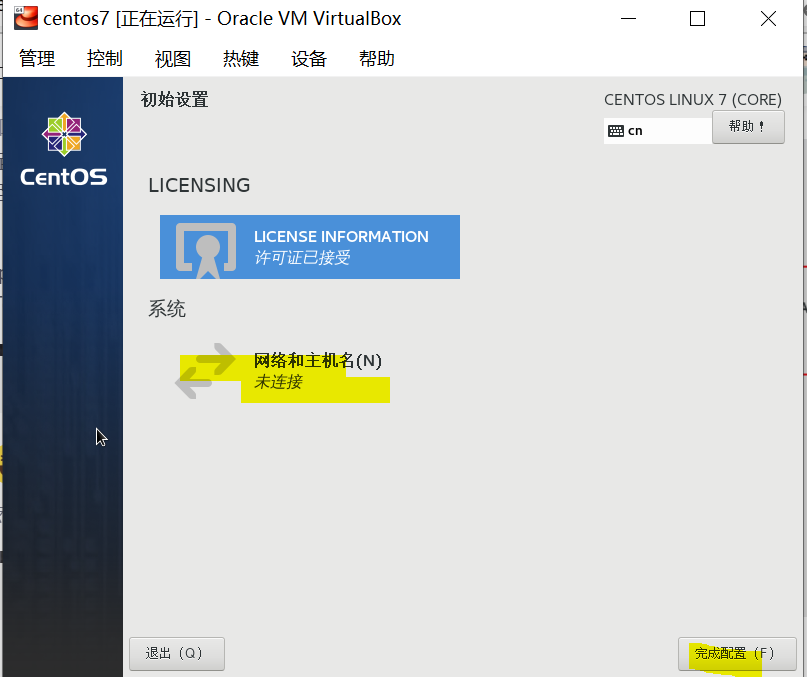 centos7 [正在运行] - Oracle VM VirtualBox
管理 控制 视图 热键 设备 帮助
初始设置
CENTOS LINUX 7 (CORE)
cn
帮助！
CentOS
LICENSING
LICENSE INFORMATION
许可证已接受
系统
网络和主机名(N)
未连接
退出（Q）
完成配置（F）